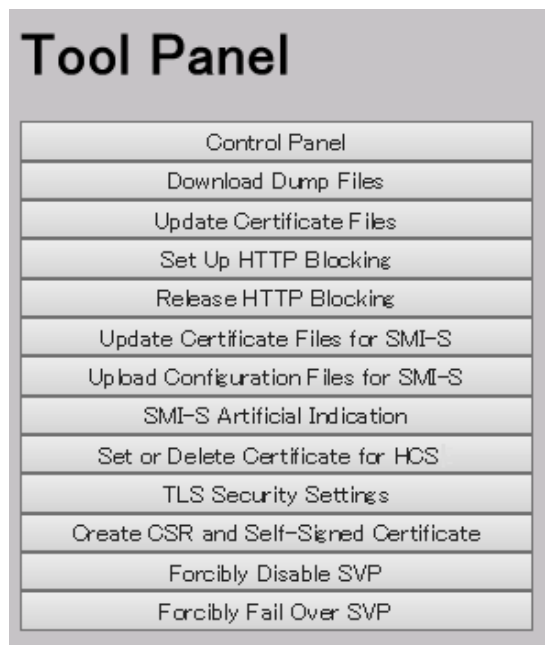 Tool Panel
Control Panel
Download Dump Files
Update Certificate Files
Set Up HTTP Blocking
Release HTTP Blocking
Update Certificate Files for SMI-S
Upload Configuration Files for SMI-S
SMI-S Artificial Indication
Set or Delete Certificate for HCS
TLS Security Settings
Create CSR and Self-Signed Certificate
Forcibly Disable SVP
Forcibly Fail Over SVP